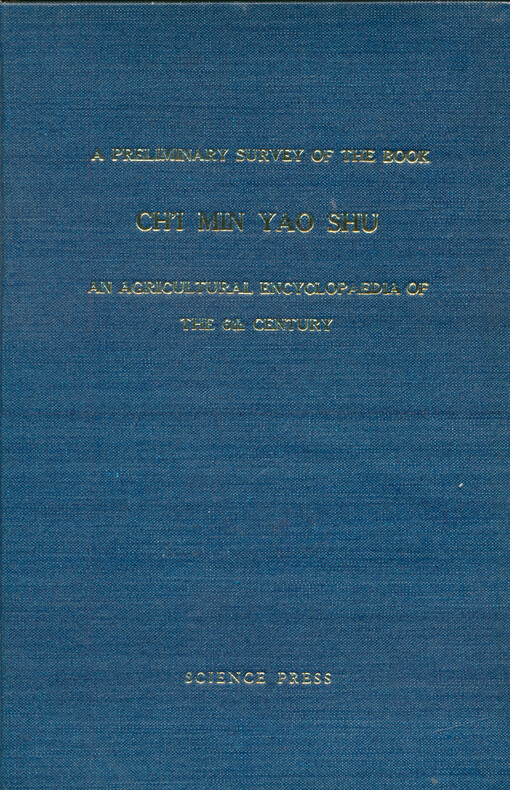 A PRELIMINARY SURVEY OF THE BOOK
CH'I MIN YAO SHU
AN AGRICULTURAL ENCYCLOPAEDIA OF
THE 6th CENTURY
SCIENCE PRESS